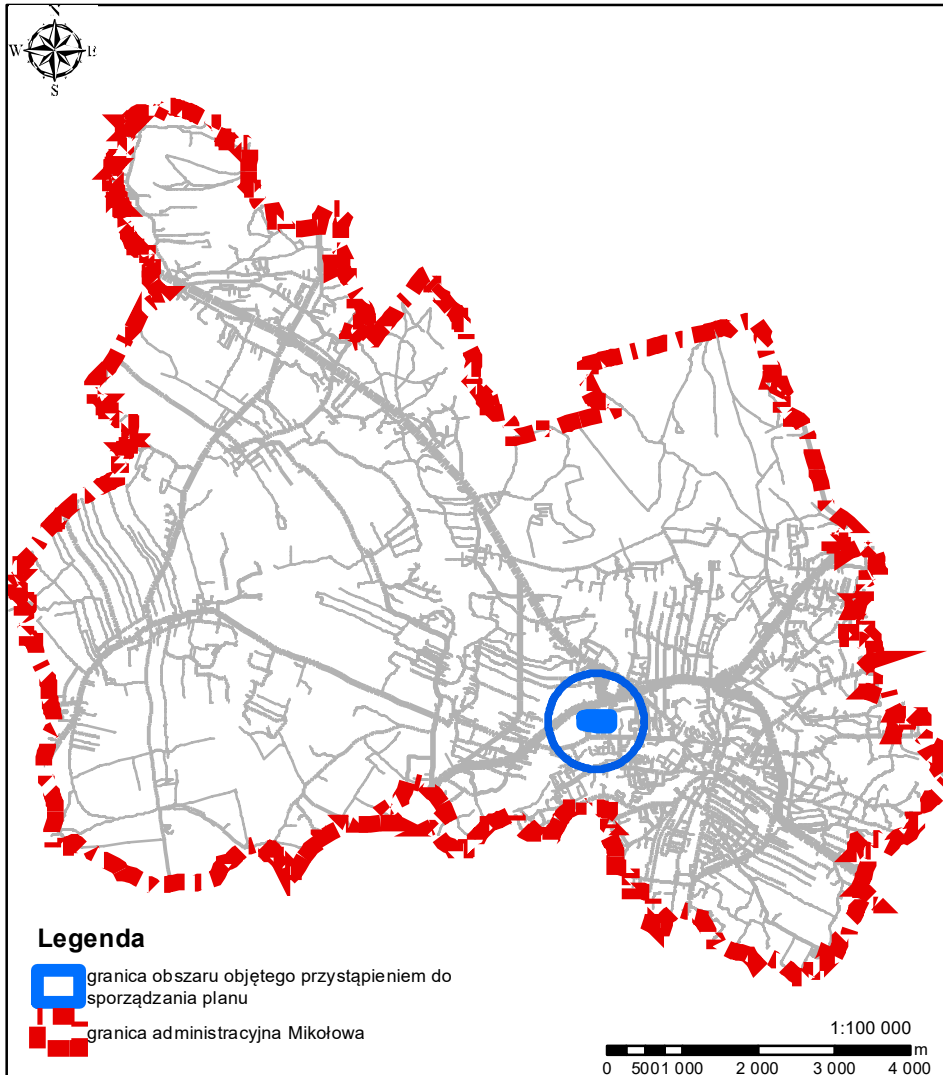 N
W E
S
Legenda
granica obszaru objętego przystąpieniem do
sporządzania planu
granica administracyjna Mikołowa
1:100 000
m
0 500 1 000 2 000 3 000 4 000